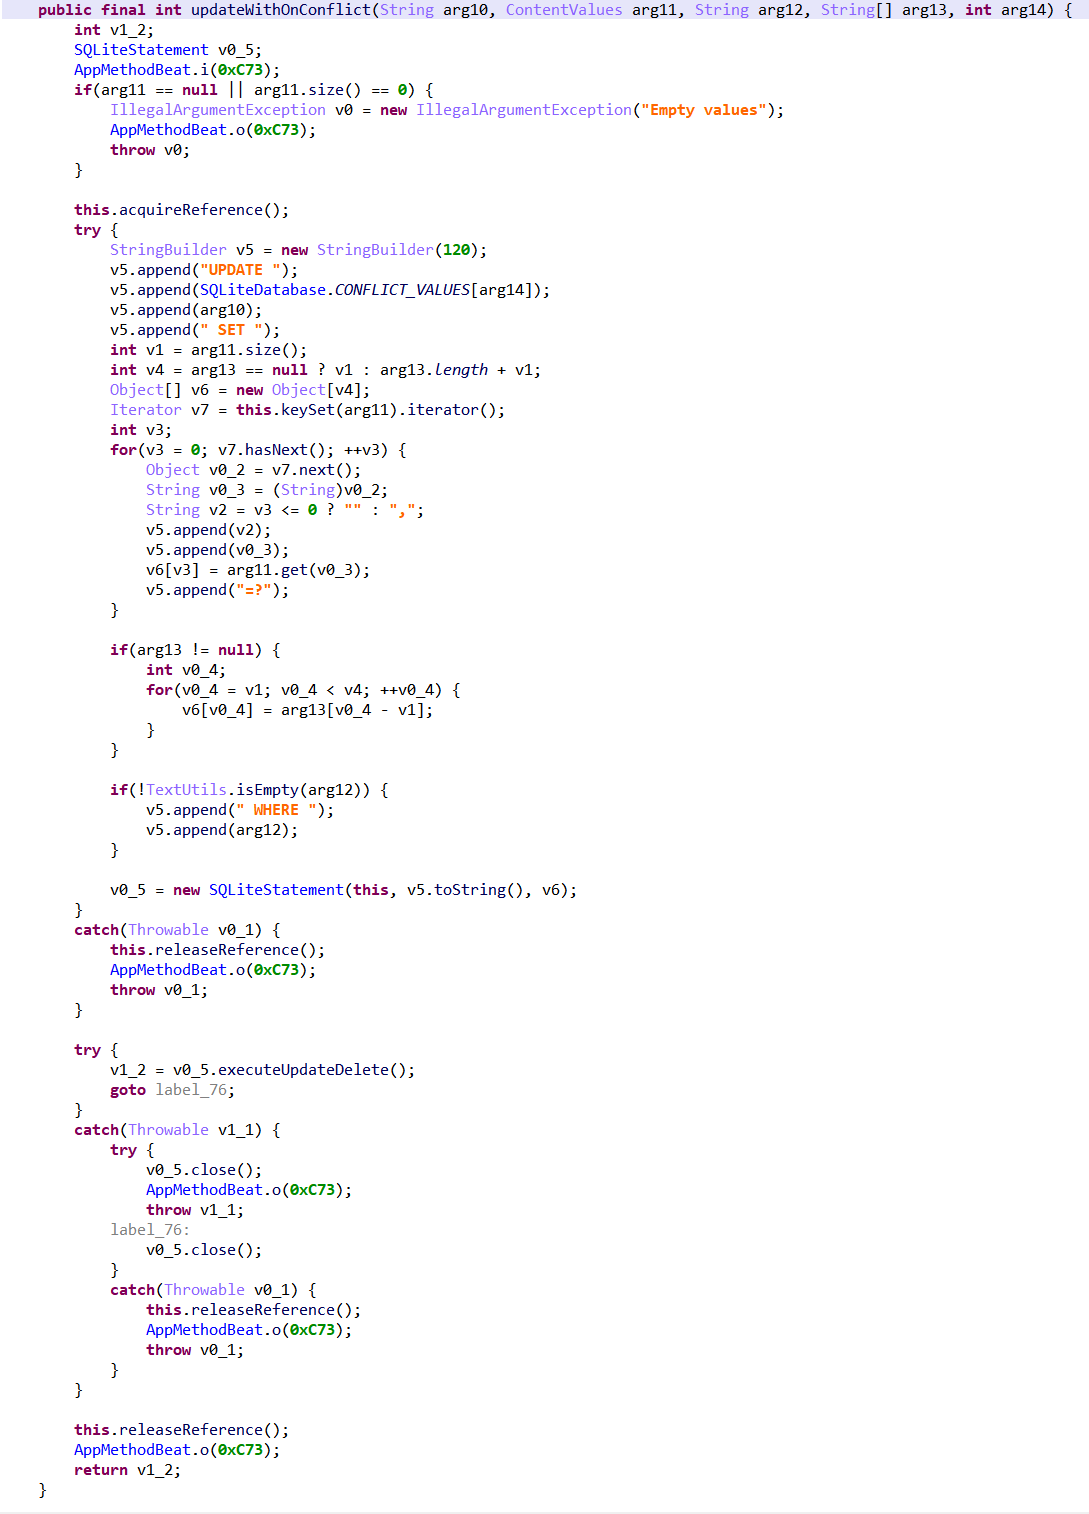 public final int updateWithOnConflict(String arg10, ContentValues arg11, String arg12, String[] arg13, int arg14) {
int v1_2;
SQLiteStatement v0_5;
AppMethodBeat.i(0xC73);
if(arg11 == null || arg11.size() == 0) {
IllegalArgumentException v0 = new IllegalArgumentException("Empty values");
AppMethodBeat.o(0xC73);
throw v0;
}
this.acquireReference();
try {
StringBuilder v5 = new StringBuilder(120);
v5.append("UPDATE ");
v5.append(SQLiteDatabase.CONFLICT_VALUES[arg14]);
v5.append(arg10);
v5.append(" SET ");
int v1 = arg11.size();
int v4 = arg13 == null ? v1 : arg13.length + v1;
Object[] v6 = new Object[v4];
Iterator v7 = this.keySet(arg11).iterator();
int v3;
for(v3 = 0; v7.hasNext(); ++v3) {
Object v0_2 = v7.next();
String v0_3 = (String)v0_2;
String v2 = v3 <= 0 ? "" : ",";
v5.append(v2);
v5.append(v0_3);
v6[v3] = arg11.get(v0_3);
v5.append("=?");
}
if(arg13 != null) {
int v0_4;
for(v0_4 = v1; v0_4 < v4; ++v0_4) {
v6[v0_4] = arg13[v0_4 - v1];
}
}
if(!TextUtils.isEmpty(arg12)) {
v5.append(" WHERE ");
v5.append(arg12);
}
v0_5 = new SQLiteStatement(this, v5.toString(), v6);
}
catch(Throwable v0_1) {
this.releaseReference();
AppMethodBeat.o(0xC73);
throw v0_1;
}
try {
v1_2 = v0_5.executeUpdateDelete();
goto label_76;
}
catch(Throwable v1_1) {
try {
v0_5.close();
AppMethodBeat.o(0xC73);
throw v1_1;
label_76:
v0_5.close();
}
catch(Throwable v0_1) {
this.releaseReference();
AppMethodBeat.o(0xC73);
throw v0_1;
}
}
this.releaseReference();
AppMethodBeat.o(0xC73);
return v1_2;
}